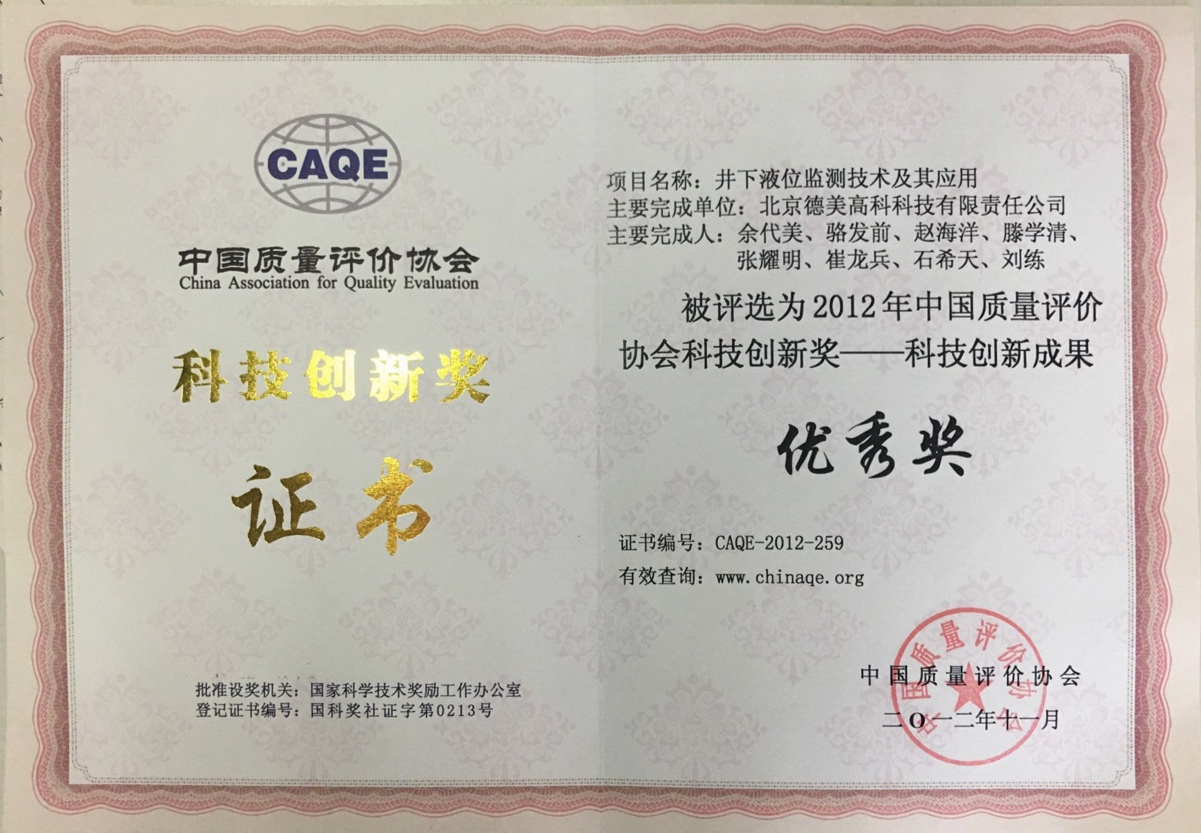 CAQE
中国质量评价协会
China Association for Quality Evaluation
科技创新奖
证书
批准设奖机关：国家科学技术奖励工作办公室
登记证书编号：国科奖社证字第0213号
项目名称：井下液位监测技术及其应用
主要完成单位：北京德美高科科技有限责任公司
主要完成人：余代美、骆发前、赵海洋、滕学清、
张耀明、崔龙兵、石希天、刘练
被评选为2012年中国质量评价
协会科技创新奖——科技创新成果
优秀奖
证书编号：CAQE-2012-259
有效查询：www.chinaqe.org
中国质量评价协会
二O一二年十一月
中国质量评价协会